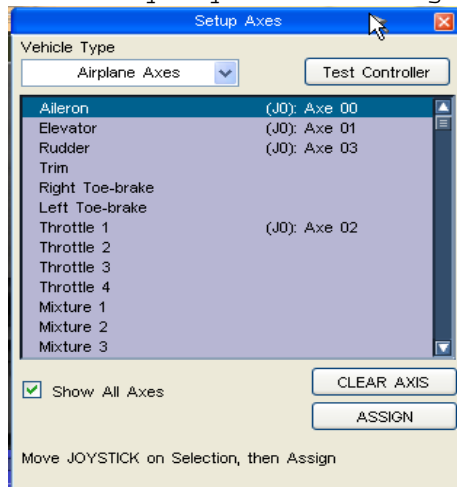 Setup Axes
Vehicle Type
Airplane Axes
Test Controller
Aileron (J0): Axe 00
Elevator (J0): Axe 01
Rudder (J0): Axe 03
Trim
Right Toe-brake
Left Toe-brake
Throttle 1 (J0): Axe 02
Throttle 2
Throttle 3
Throttle 4
Mixture 1
Mixture 2
Mixture 3
Show All Axes
CLEAR AXIS
ASSIGN
Move JOYSTICK on Selection, then Assign